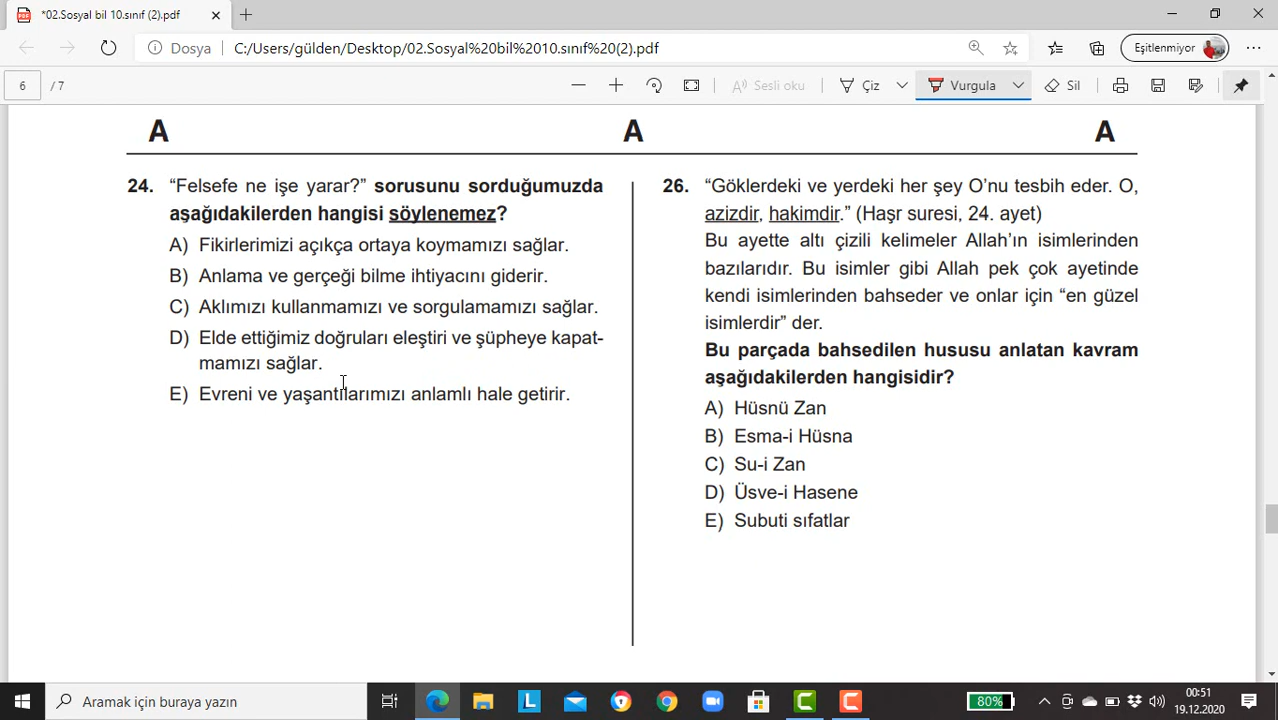 *02.Sosyal bil 10.sınıf (2).pdf
Dosya
C:/Users/gülden/Desktop/02.Sosyal%20bil%2010.sınıf%20(2).pdf
Eşitlenmiyor
6 / 7
Sesli oku
Çiz
Vurgula
Sil
A A A
24. “Felsefe ne işe yarar?” sorusunu sorduğumuzda
aşağıdakilerden hangisi söylenemez?
A) Fikirlerimizi açıkça ortaya koymamızı sağlar.
B) Anlama ve gerçeği bilme ihtiyacını giderir.
C) Aklımızı kullanmamızı ve sorgulamamızı sağlar.
D) Elde ettiğimiz doğruları eleştiri ve şüpheye kapat-
mamızı sağlar.
E) Evreni ve yaşantılarımızı anlamlı hale getirir.
26. “Göklerdeki ve yerdeki her şey O’nu tesbih eder. O,
azizdir, hakimdir.” (Haşr suresi, 24. ayet)
Bu ayette altı çizili kelimeler Allah’ın isimlerinden
bazılarıdır. Bu isimler gibi Allah pek çok ayetinde
kendi isimlerinden bahseder ve onlar için “en güzel
isimlerdir” der.
Bu parçada bahsedilen hususu anlatan kavram
aşağıdakilerden hangisidir?
A) Hüsnü Zan
B) Esma-i Hüsna
C) Su-i Zan
D) Üsve-i Hasene
E) Subuti sıfatlar
Aramak için buraya yazın
80%
00:51
19.12.2020